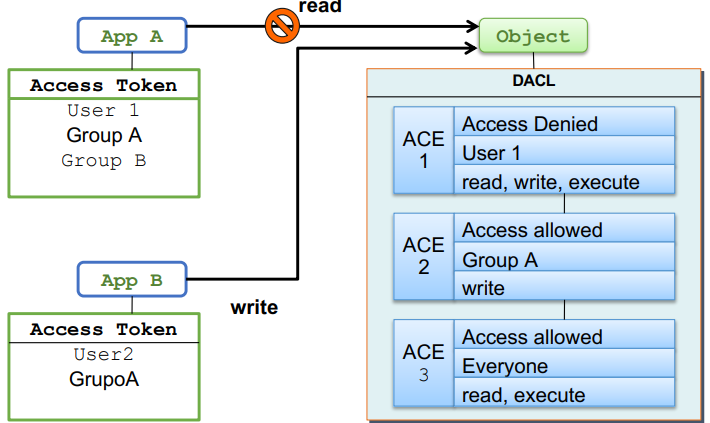 read
App A
Object
Access Token
User 1
Group A
Group B
DACL
ACE
1
Access Denied
User 1
read, write, execute
ACE
2
Access allowed
Group A
write
App B
write
Access Token
User2
GrupoA
ACE
3
Access allowed
Everyone
read, execute